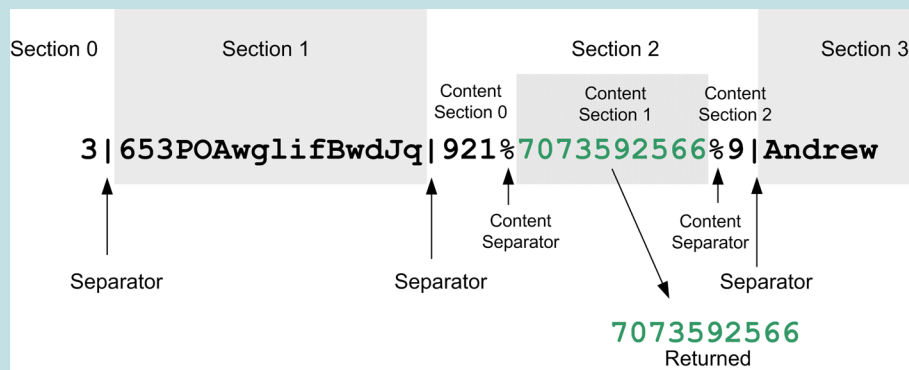 Section 0 Section 1 Section 2 Section 3
Content Section 0
Content Section 1
Content Section 2
3|653POAwglifBwdJq|921%7073592566%9|Andrew
Content Separator
Content Separator
Separator Separator Separator
7073592566
Returned